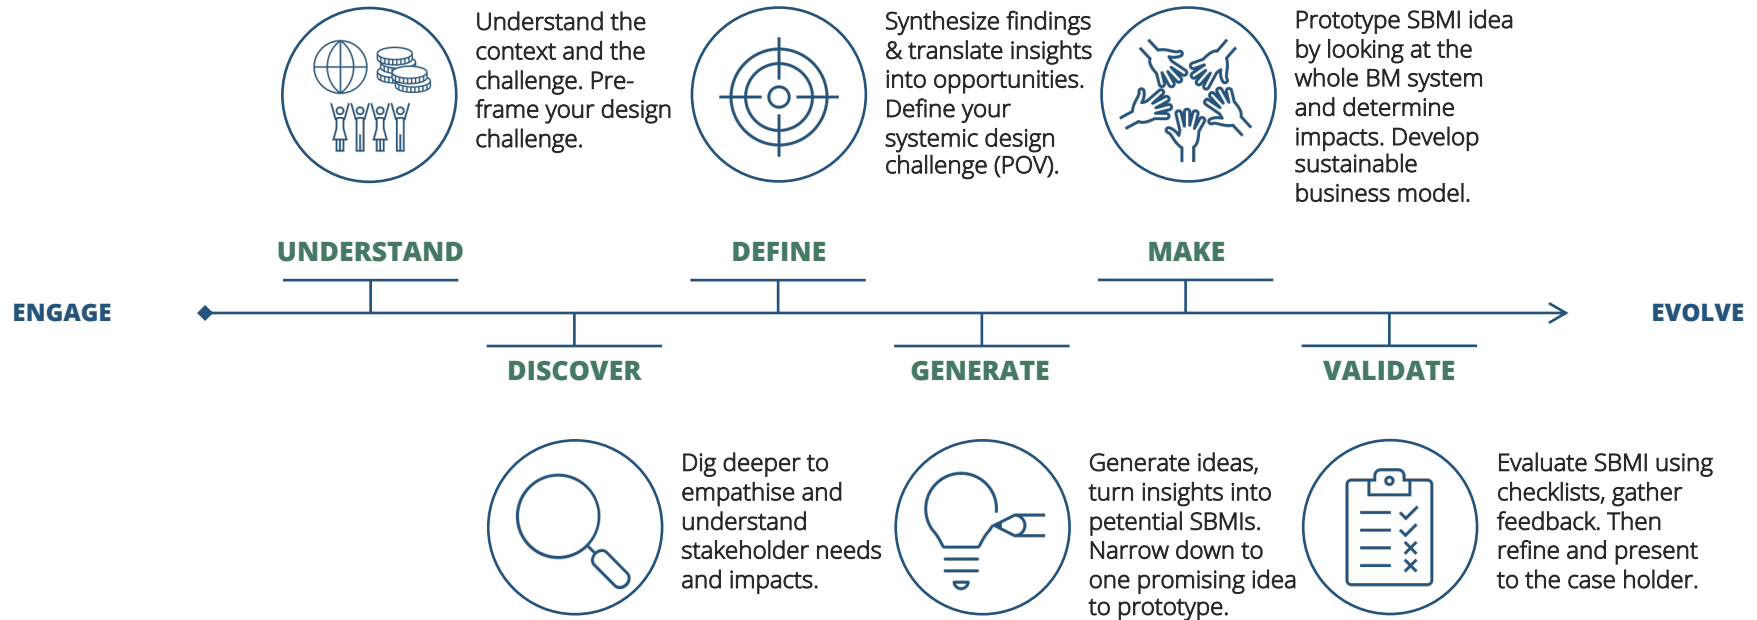 Understand the
context and the
challenge. Pre-
frame your design
challenge.
Synthesize findings
& translate insights
into opportunities.
Define your
systemic design
challenge (POV).
Prototype SBMI idea
by looking at the
whole BM system
and determine
impacts. Develop
sustainable
business model.
UNDERSTAND
DEFINE
MAKE
ENGAGE
EVOLVE
DISCOVER
GENERATE
VALIDATE
Dig deeper to
empathise and
understand
stakeholder needs
and impacts.
Generate ideas,
turn insights into
petential SBMIs.
Narrow down to
one promising idea
to prototype.
Evaluate SBMI using
checklists, gather
feedback. Then
refine and present
to the case holder.